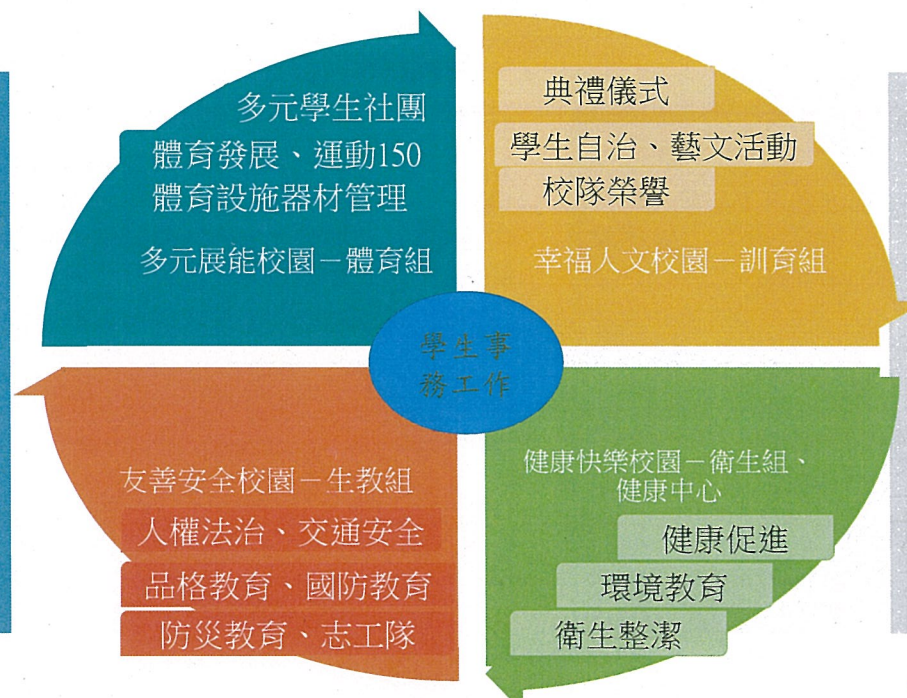 多元學生社團
體育發展、運動150
體育設施器材管理
多元展能校園－體育組
典禮儀式
學生自治、藝文活動
校隊榮譽
幸福人文校園－訓育組
學生事
務工作
友善安全校園－生教組
人權法治、交通安全
品格教育、國防教育
防災教育、志工隊
健康快樂校園－衛生組、
健康中心
健康促進
環境教育
衛生整潔